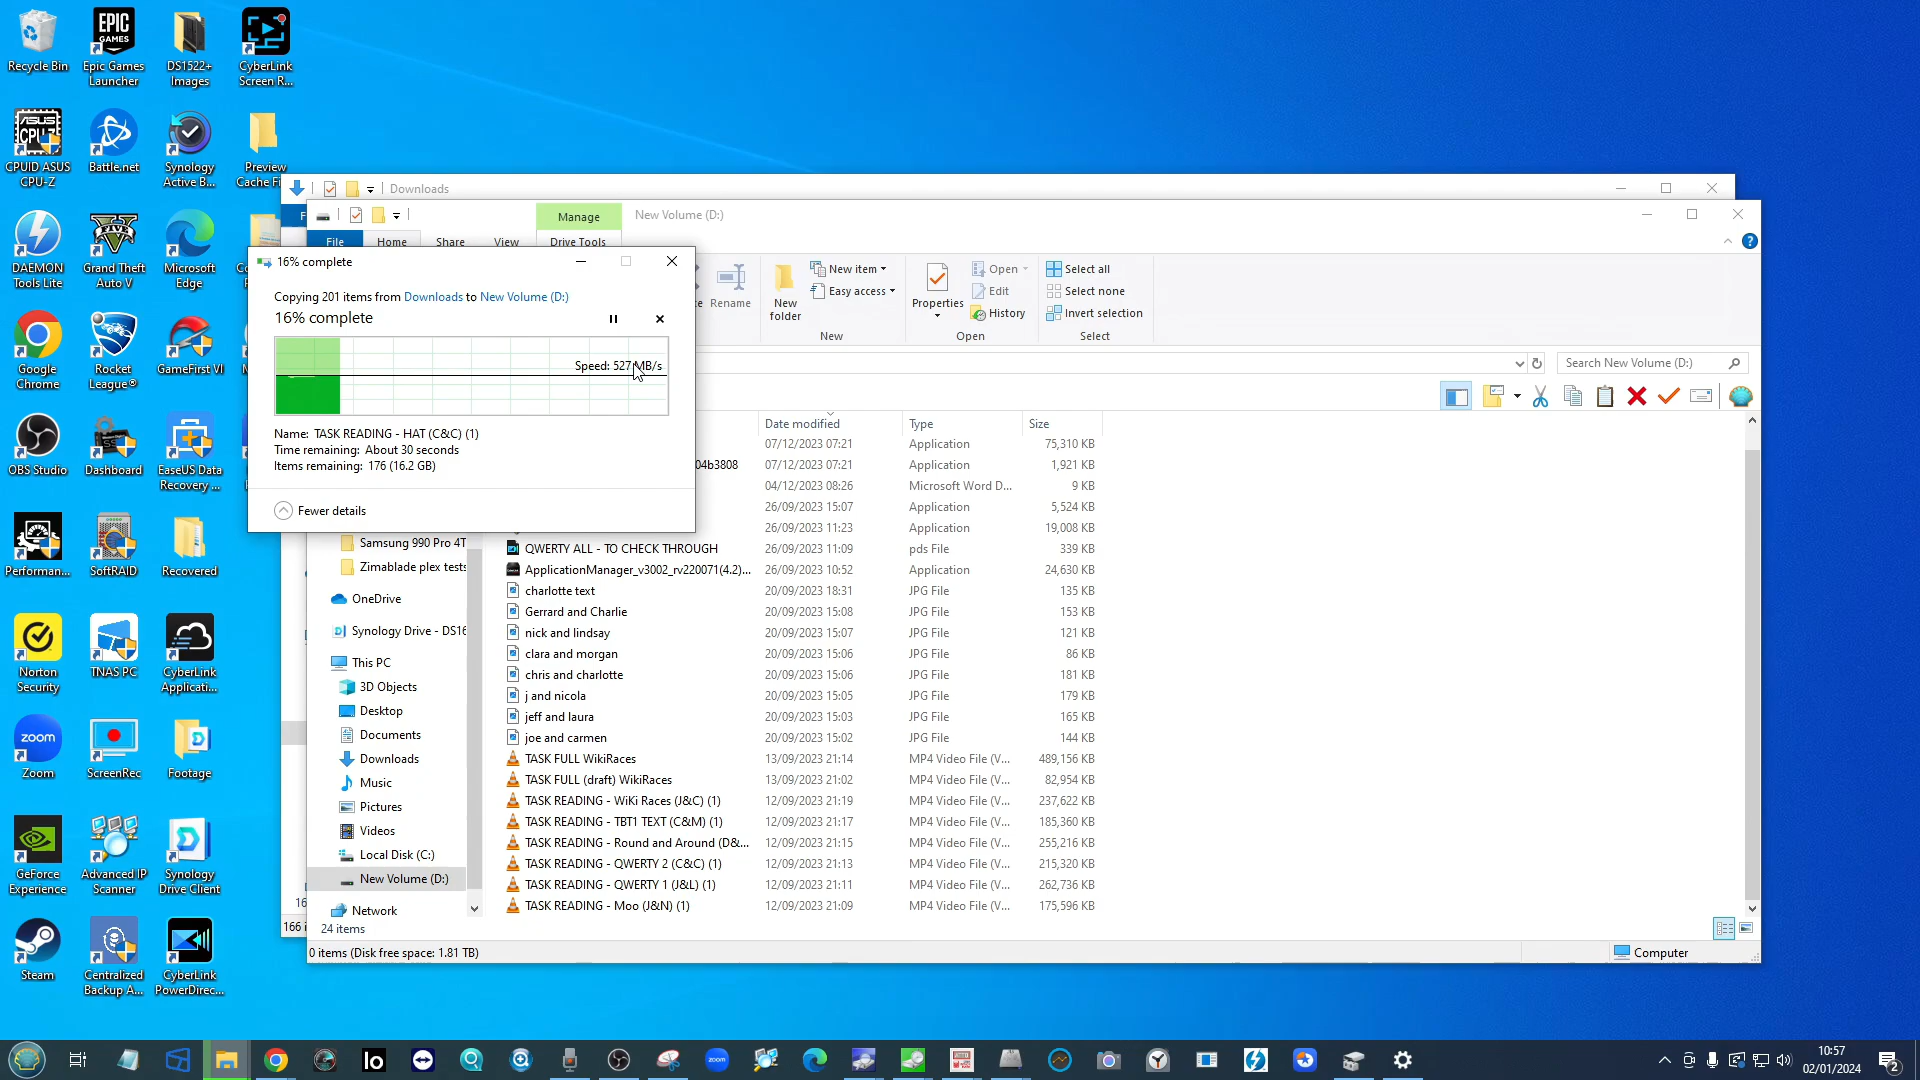 Recycle Bin
Epic Games Launcher
DS1522+ Images
CyberLink Screen R...
CPUID ASUS CPU-Z
Battle.net
Synology Active B...
Preview Cache Fi
DAEMON Tools Lite
Grand Theft Auto V
Microsoft Edge
Google Chrome
Rocket League®
GameFirst VI
OBS Studio
Dashboard
EaseUS Data Recovery ...
Performan...
SoftRAID
Recovered
Norton Security
TNAS PC
CyberLink Applicati...
Zoom
ScreenRec
Footage
GeForce Experience
Advanced IP Scanner
Synology Drive Client
Steam
Centralized Backup A...
CyberLink PowerDirec...
Downloads
Manage
New Volume (D:)
File
Home
Share
View
Drive Tools
Rename
New folder
New item
Easy access
New
Properties
Open
Edit
History
Open
Select all
Select none
Invert selection
Select
Search New Volume (D:)
16% complete
Copying 201 items from Downloads to New Volume (D:)
16% complete
Speed: 527 MB/s
Name: TASK READING - HAT (C&C) (1)
Time remaining: About 30 seconds
Items remaining: 176 (16.2 GB)
Fewer details
Samsung 990 Pro 4T
Zimablade plex tests
OneDrive
Synology Drive - DS16
This PC
3D Objects
Desktop
Documents
Downloads
Music
Pictures
Videos
Local Disk (C:)
New Volume (D:)
Network
Date modified Type Size
07/12/2023 07:21 Application 75,310 KB
04b3808 07/12/2023 07:21 Application 1,921 KB
04/12/2023 08:26 Microsoft Word D... 9 KB
26/09/2023 15:07 Application 5,524 KB
26/09/2023 11:23 Application 19,008 KB
QWERTY ALL - TO CHECK THROUGH 26/09/2023 11:09 pds File 339 KB
ApplicationManager_v3002_rv220071(4.2)... 26/09/2023 10:52 Application 24,630 KB
charlotte text 20/09/2023 18:31 JPG File 135 KB
Gerrard and Charlie 20/09/2023 15:08 JPG File 153 KB
nick and lindsay 20/09/2023 15:07 JPG File 121 KB
clara and morgan 20/09/2023 15:06 JPG File 86 KB
chris and charlotte 20/09/2023 15:06 JPG File 181 KB
j and nicola 20/09/2023 15:05 JPG File 179 KB
jeff and laura 20/09/2023 15:03 JPG File 165 KB
joe and carmen 20/09/2023 15:02 JPG File 144 KB
TASK FULL WikiRaces 13/09/2023 21:14 MP4 Video File (V... 489,156 KB
TASK FULL (draft) WikiRaces 13/09/2023 21:02 MP4 Video File (V... 82,954 KB
TASK READING - WiKi Races (J&C) (1) 12/09/2023 21:19 MP4 Video File (V... 237,622 KB
TASK READING - TBT1 TEXT (C&M) (1) 12/09/2023 21:17 MP4 Video File (V... 185,360 KB
TASK READING - Round and Around (D&... 12/09/2023 21:15 MP4 Video File (V... 255,216 KB
TASK READING - QWERTY 2 (C&C) (1) 12/09/2023 21:13 MP4 Video File (V... 215,320 KB
TASK READING - QWERTY 1 (J&L) (1) 12/09/2023 21:11 MP4 Video File (V... 262,736 KB
TASK READING - Moo (J&N) (1) 12/09/2023 21:09 MP4 Video File (V... 175,596 KB
24 items
0 items (Disk free space: 1.81 TB)
Computer
10:57
02/01/2024